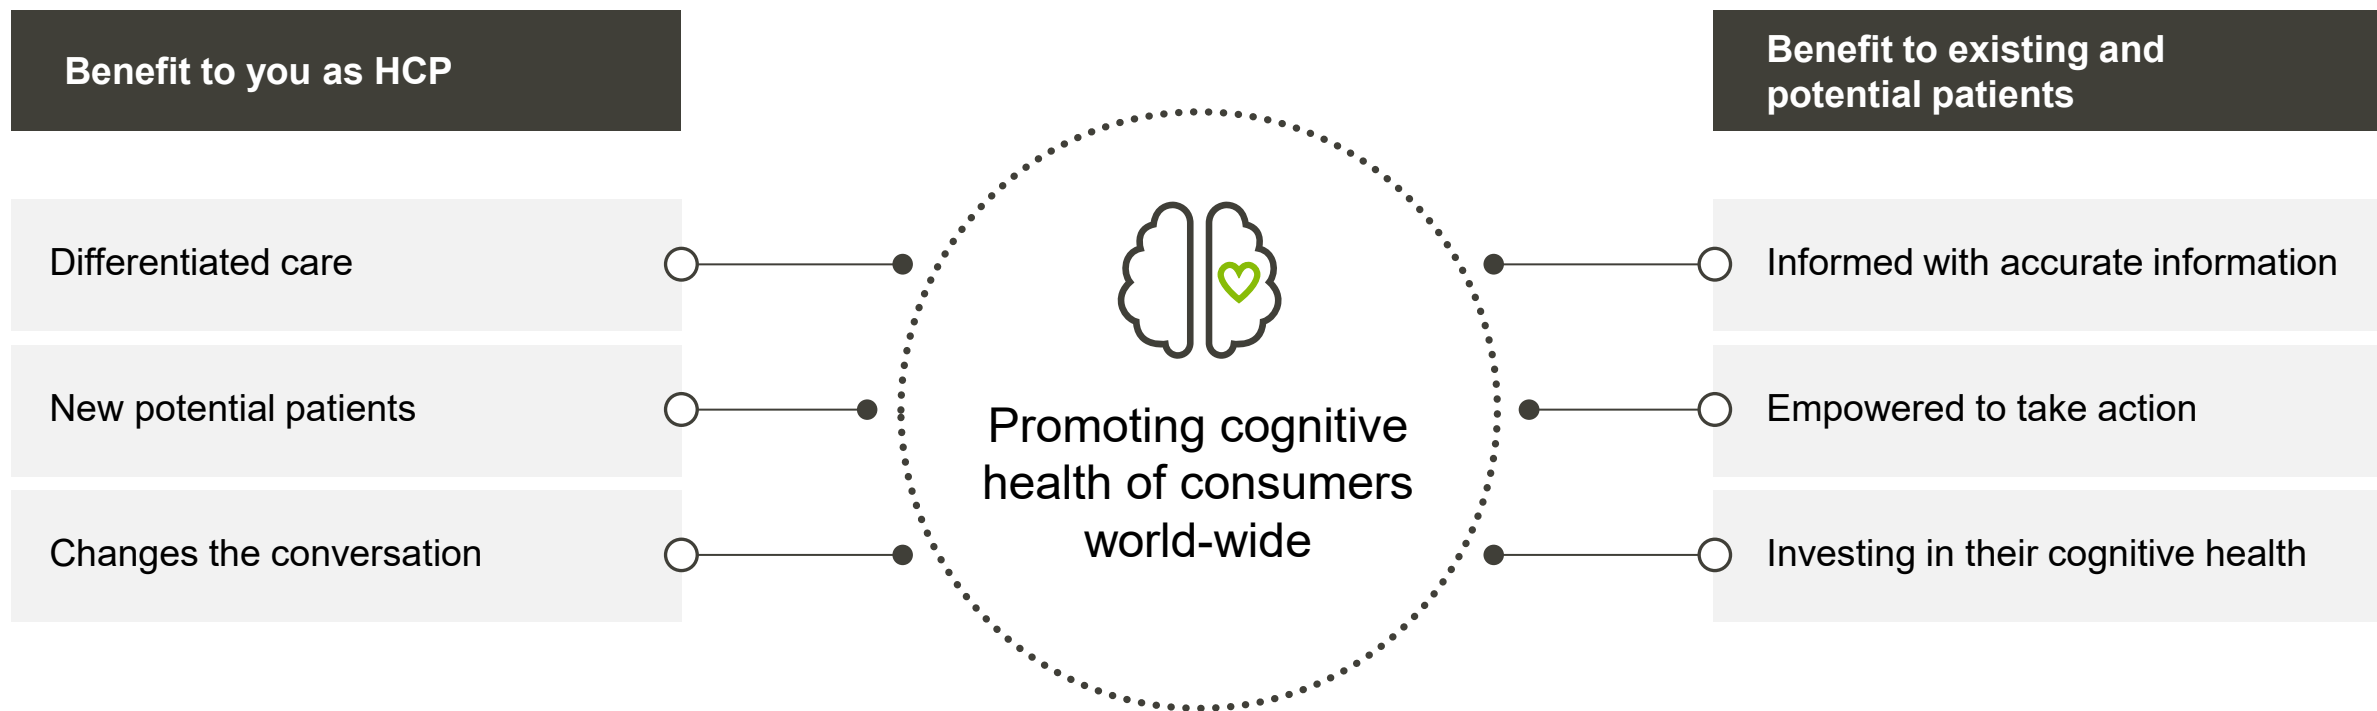 Benefit to you as HCP
Differentiated care
New potential patients
Changes the conversation
Promoting cognitive
health of consumers
world-wide
Benefit to existing and
potential patients
Informed with accurate information
Empowered to take action
Investing in their cognitive health